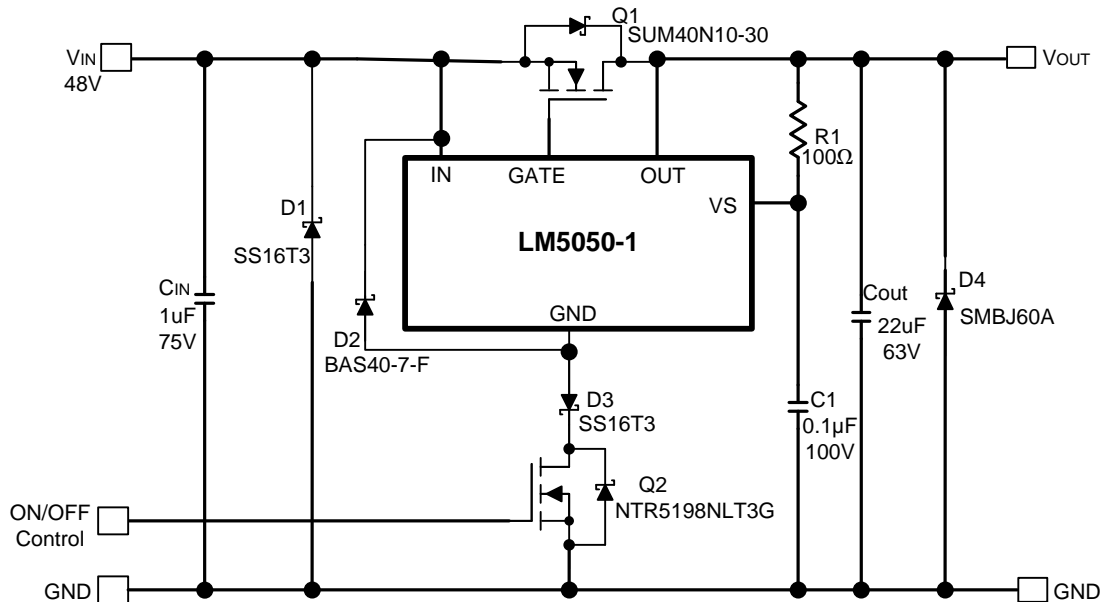 Q1
SUM40N10-30
VIN
48V
VOUT
R1
100Ω
IN
GATE
OUT
VS
LM5050-1
D1
SS16T3
CIN
1uF
75V
GND
D2
BAS40-7-F
Cout
22uF
63V
D4
SMBJ60A
D3
SS16T3
C1
0.1µF
100V
Q2
NTR5198NLT3G
ON/OFF
Control
GND
GND